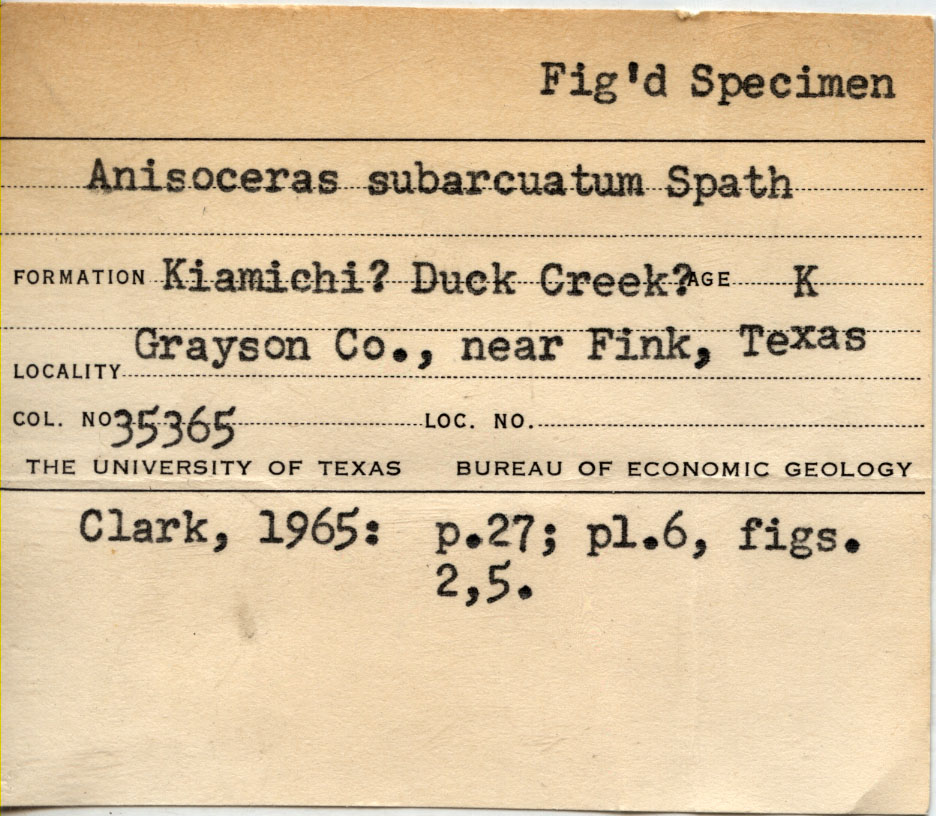 Fig'd Specimen
Anisoceras subarcuatum Spath
FORMATION Kiamichi? Duck Creek? AGE K
LOCALITY Grayson Co., near Fink, Texas
COL. NO 35365 LOC. NO.
THE UNIVERSITY OF TEXAS BUREAU OF ECONOMIC GEOLOGY
Clark, 1965: p.27; pl.6, figs.
2,5.